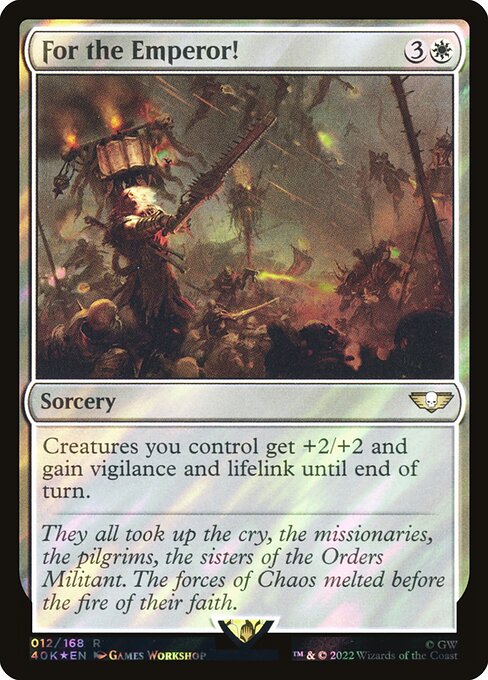 For the Emperor! 3
Sorcery
Creatures you control get +2/+2 and
gain vigilance and lifelink until end of
turn.
They all took up the cry, the missionaries,
the pilgrims, the sisters of the Orders
Militant. The forces of Chaos melted before
the fire of their faith.
012/168 R
40K★EN Games Workshop
© GW
™ & © 2022 Wizards of the Coast